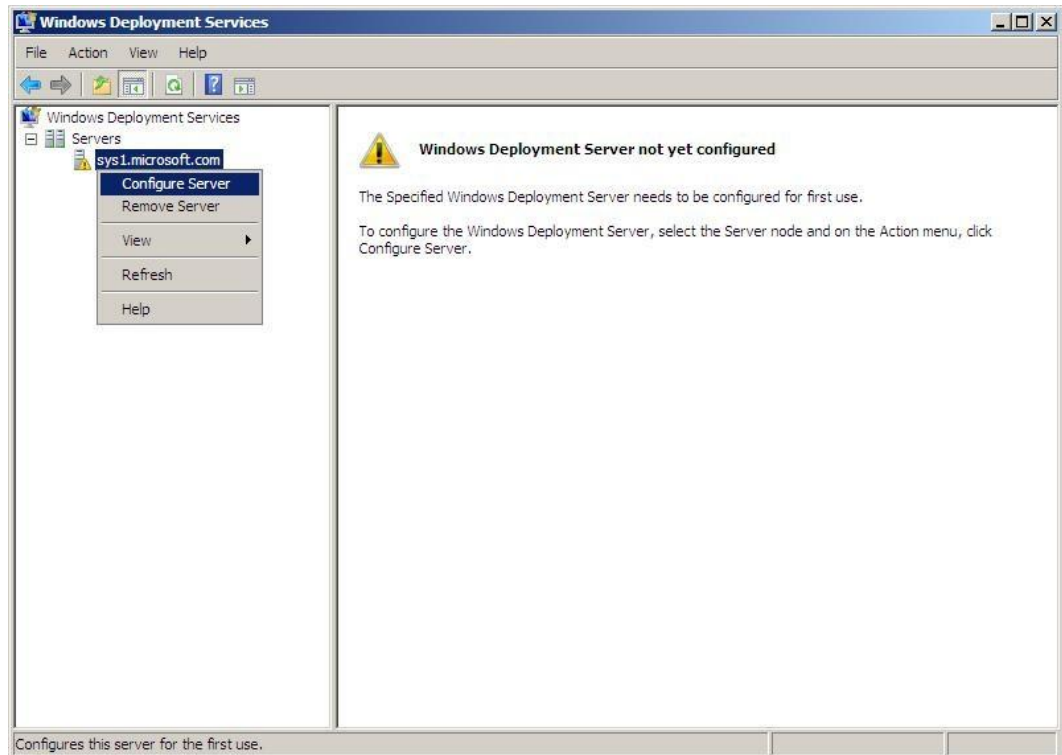 Windows Deployment Services
File Action View Help
Windows Deployment Services
Servers
sys1.microsoft.com
Configure Server
Remove Server
View
Refresh
Help
Windows Deployment Server not yet configured
The Specified Windows Deployment Server needs to be configured for first use.
To configure the Windows Deployment Server, select the Server node and on the Action menu, click
Configure Server.
Configures this server for the first use.